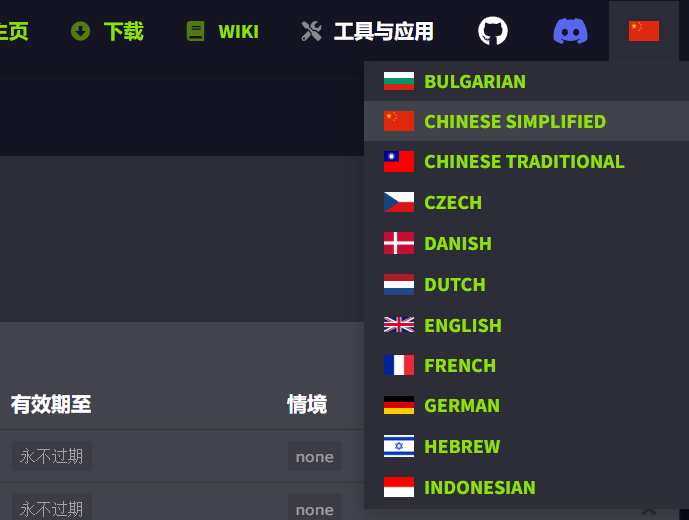 主页 下载 WIKI 工具与应用
BULGARIAN
CHINESE SIMPLIFIED
CHINESE TRADITIONAL
CZECH
DANISH
DUTCH
ENGLISH
FRENCH
GERMAN
HEBREW
INDONESIAN
有效期至 情境
永不过期 none
永不过期 none